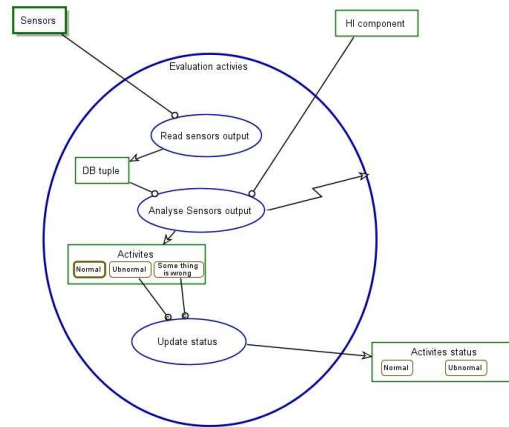 Sensors
HI component
Evaluation activies
Read sensors output
DB tuple
Analyse Sensors output
Activites
Normal
Ubnormal
Some thing
is wrong
Update status
Activites status
Normal
Ubnormal